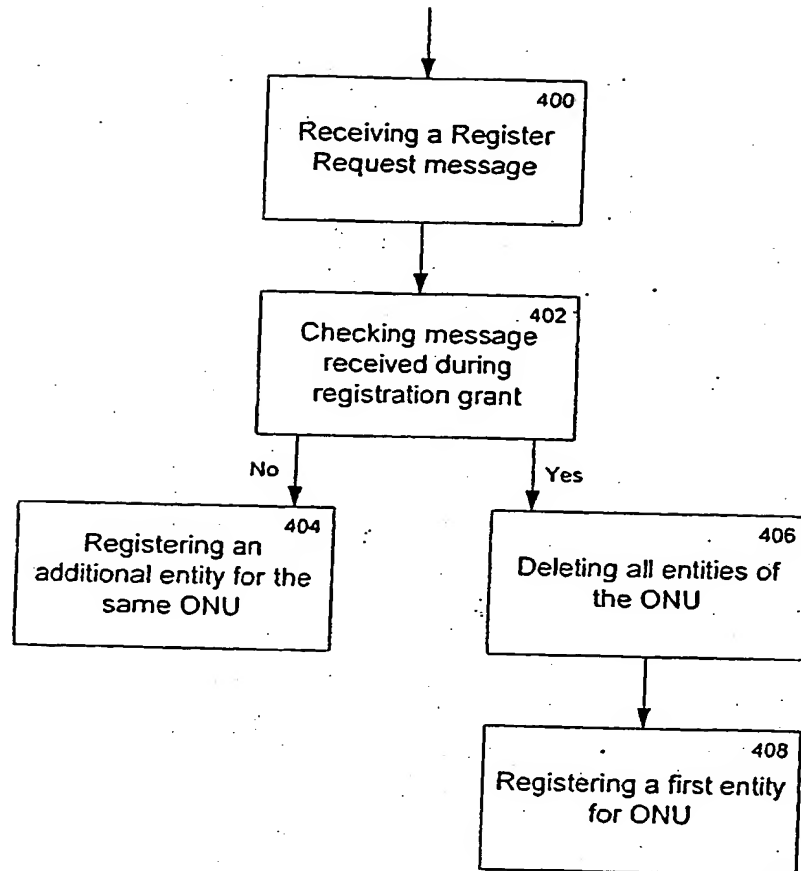 400
Receiving a Register
Request message
402
Checking message
received during
registration grant
No
Yes
404
Registering an
additional entity for the
same ONU
406
Deleting all entities of
the ONU
408
Registering a first entity
for ONU